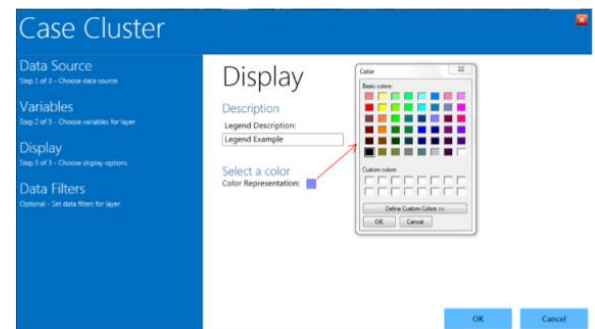 Case Cluster
Data Source
Step 1 of 3 - Choose data source.
Variables
Step 2 of 3 - Choose variables for layer.
Display
Step 3 of 3 - Choose display options.
Data Filters
Optional - Set data filters for layer.
Display
Description
Legend Description:
Legend Example
Select a color
Color Representation:
Color
Basic colors:
Custom colors:
Define Custom Colors >>
OK Cancel
OK Cancel